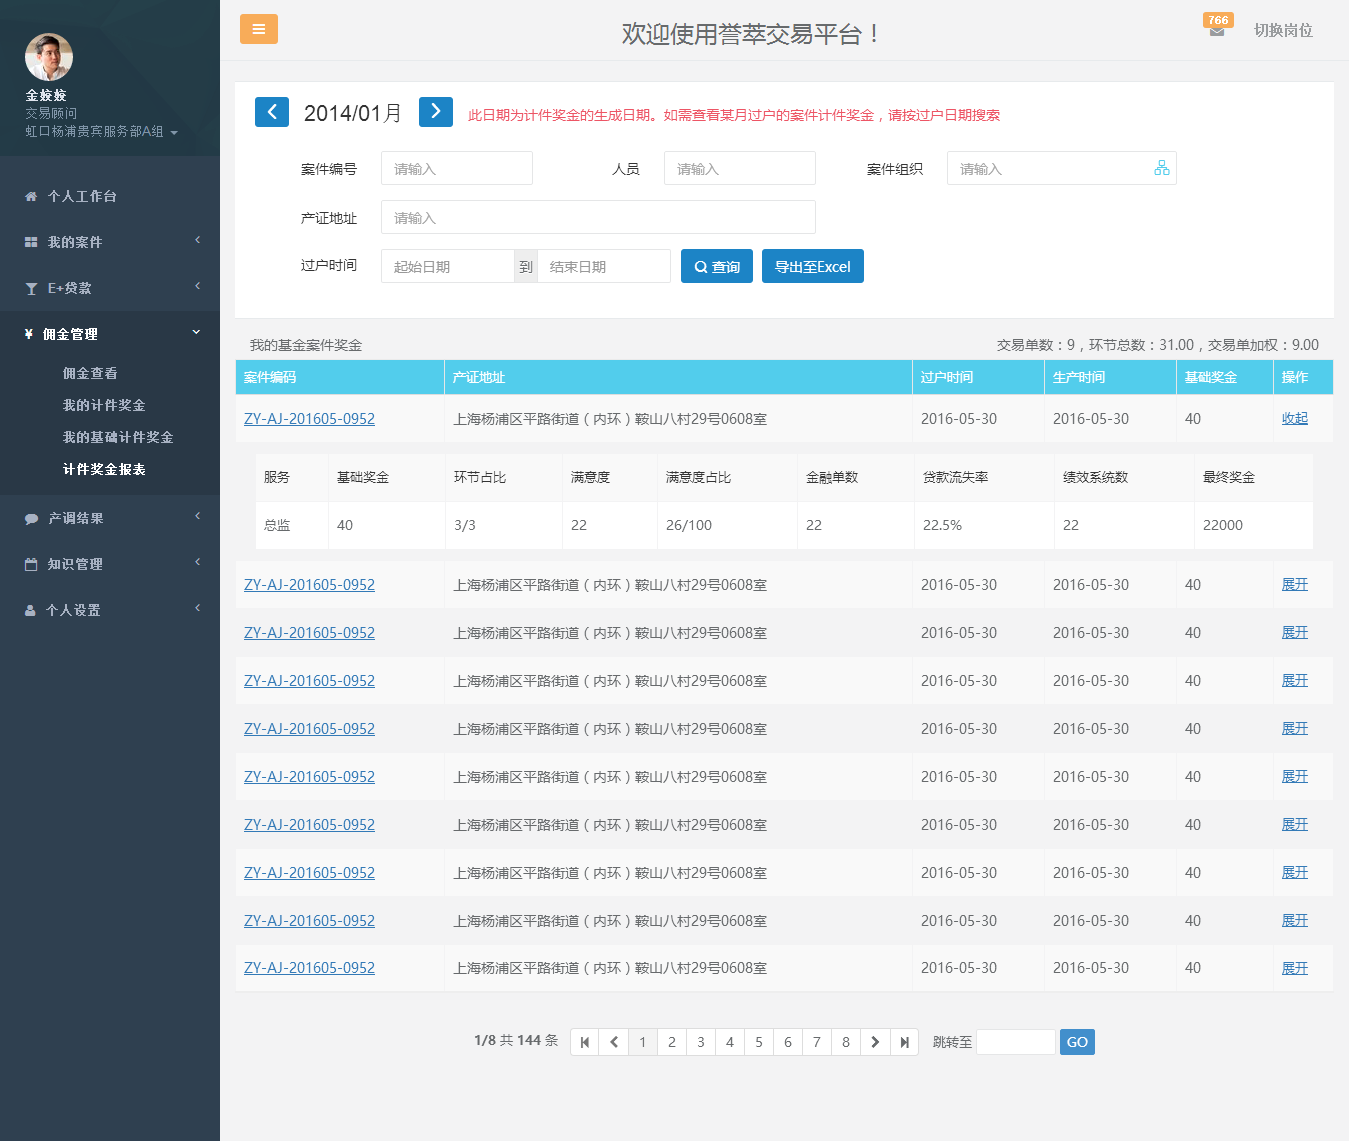 金姣姣
交易顾问
虹口杨浦贵宾服务部A组
个人工作台
我的案件
E+贷款
¥ 佣金管理
佣金查看
我的计件奖金
我的基础计件奖金
计件奖金报表
产调结果
知识管理
个人设置
欢迎使用誉萃交易平台！
766
切换岗位
2014/01月
此日期为计件奖金的生成日期。如需查看某月过户的案件计件奖金，请按过户日期搜索
案件编号 请输入 人员 请输入 案件组织 请输入
产证地址 请输入
过户时间 起始日期 到 结束日期 查询 导出至Excel
我的基金案件奖金 交易单数：9，环节总数：31.00，交易单加权：9.00
案件编码 产证地址 过户时间 生产时间 基础奖金 操作
ZY-AJ-201605-0952 上海杨浦区平路街道（内环）鞍山八村29号0608室 2016-05-30 2016-05-30 40 收起
服务 基础奖金 环节占比 满意度 满意度占比 金融单数 贷款流失率 绩效系统数 最终奖金
总监 40 3/3 22 26/100 22 22.5% 22 22000
ZY-AJ-201605-0952 上海杨浦区平路街道（内环）鞍山八村29号0608室 2016-05-30 2016-05-30 40 展开
ZY-AJ-201605-0952 上海杨浦区平路街道（内环）鞍山八村29号0608室 2016-05-30 2016-05-30 40 展开
ZY-AJ-201605-0952 上海杨浦区平路街道（内环）鞍山八村29号0608室 2016-05-30 2016-05-30 40 展开
ZY-AJ-201605-0952 上海杨浦区平路街道（内环）鞍山八村29号0608室 2016-05-30 2016-05-30 40 展开
ZY-AJ-201605-0952 上海杨浦区平路街道（内环）鞍山八村29号0608室 2016-05-30 2016-05-30 40 展开
ZY-AJ-201605-0952 上海杨浦区平路街道（内环）鞍山八村29号0608室 2016-05-30 2016-05-30 40 展开
ZY-AJ-201605-0952 上海杨浦区平路街道（内环）鞍山八村29号0608室 2016-05-30 2016-05-30 40 展开
ZY-AJ-201605-0952 上海杨浦区平路街道（内环）鞍山八村29号0608室 2016-05-30 2016-05-30 40 展开
ZY-AJ-201605-0952 上海杨浦区平路街道（内环）鞍山八村29号0608室 2016-05-30 2016-05-30 40 展开
1/8 共 144 条 1 2 3 4 5 6 7 8 跳转至 GO